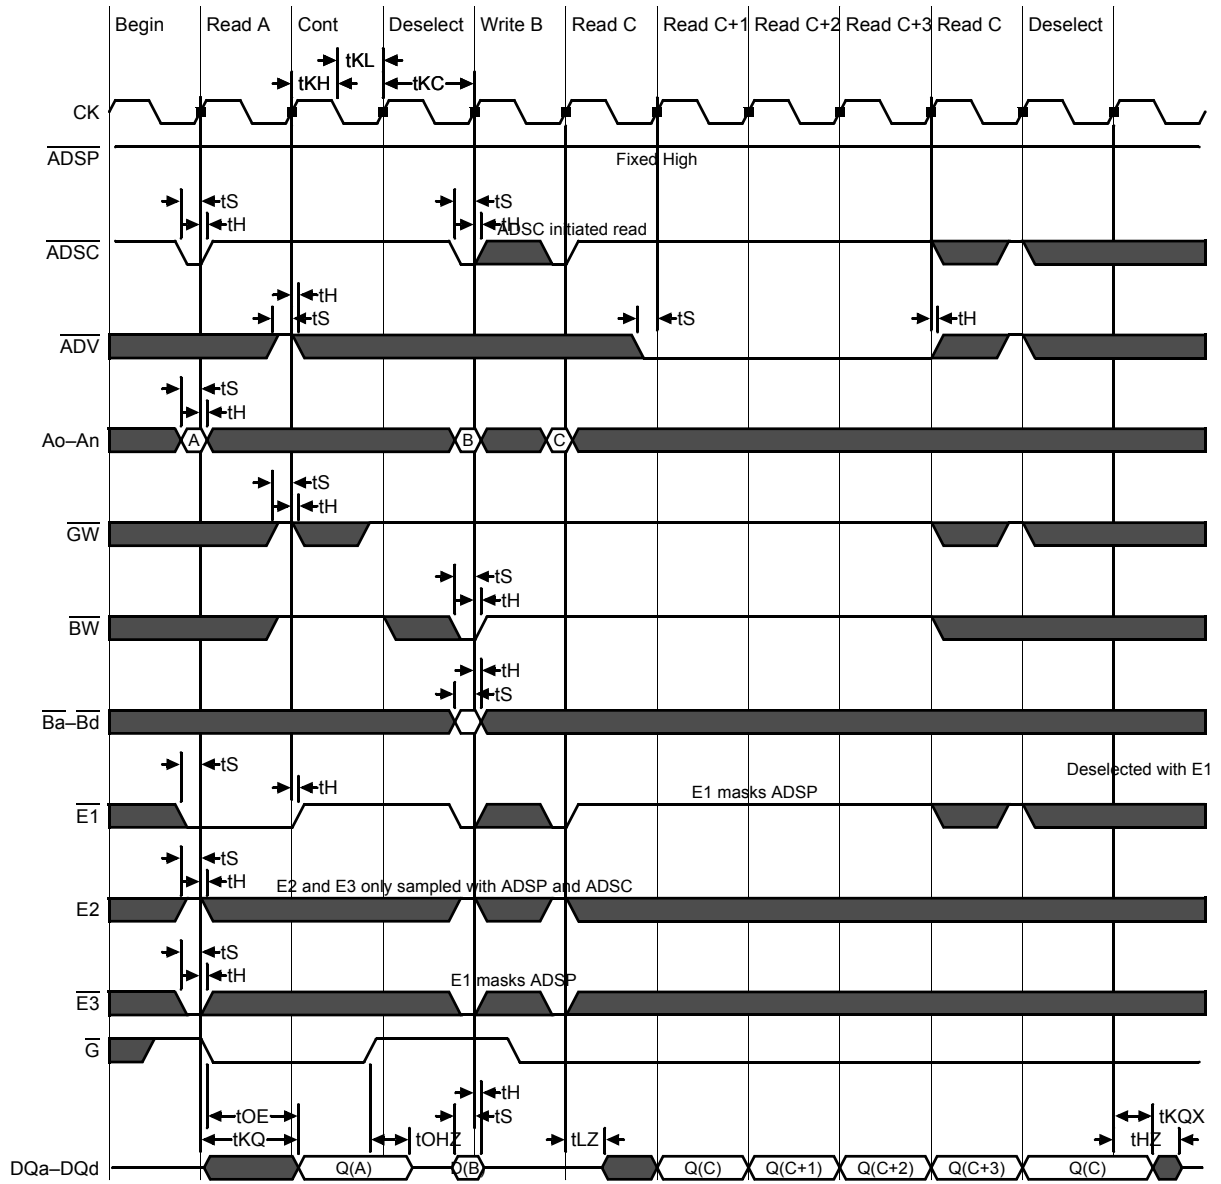 Begin Read A Cont Deselect Write B Read C Read C+1 Read C+2 Read C+3 Read C Deselect
tKL
tKH tKC
CK
ADSP Fixed High
tS tS
tH tH
ADSC initiated read
ADSC
tH
tS tS tH
ADV
tS
tH
Ao–An A B C
tS
tH
GW
tS
tH
BW
tH
tS
Ba–Bd
tS Deselected with E1
tH
E1 masks ADSP
E1
tS
tH
E2 and E3 only sampled with ADSP and ADSC
E2
tS
tH
E1 masks ADSP
E3
G
tH
tOE tS tKQX
tKQ tOHZ tLZ tHZ
DQa–DQd Q(A) D(B) Q(C) Q(C+1) Q(C+2) Q(C+3) Q(C)